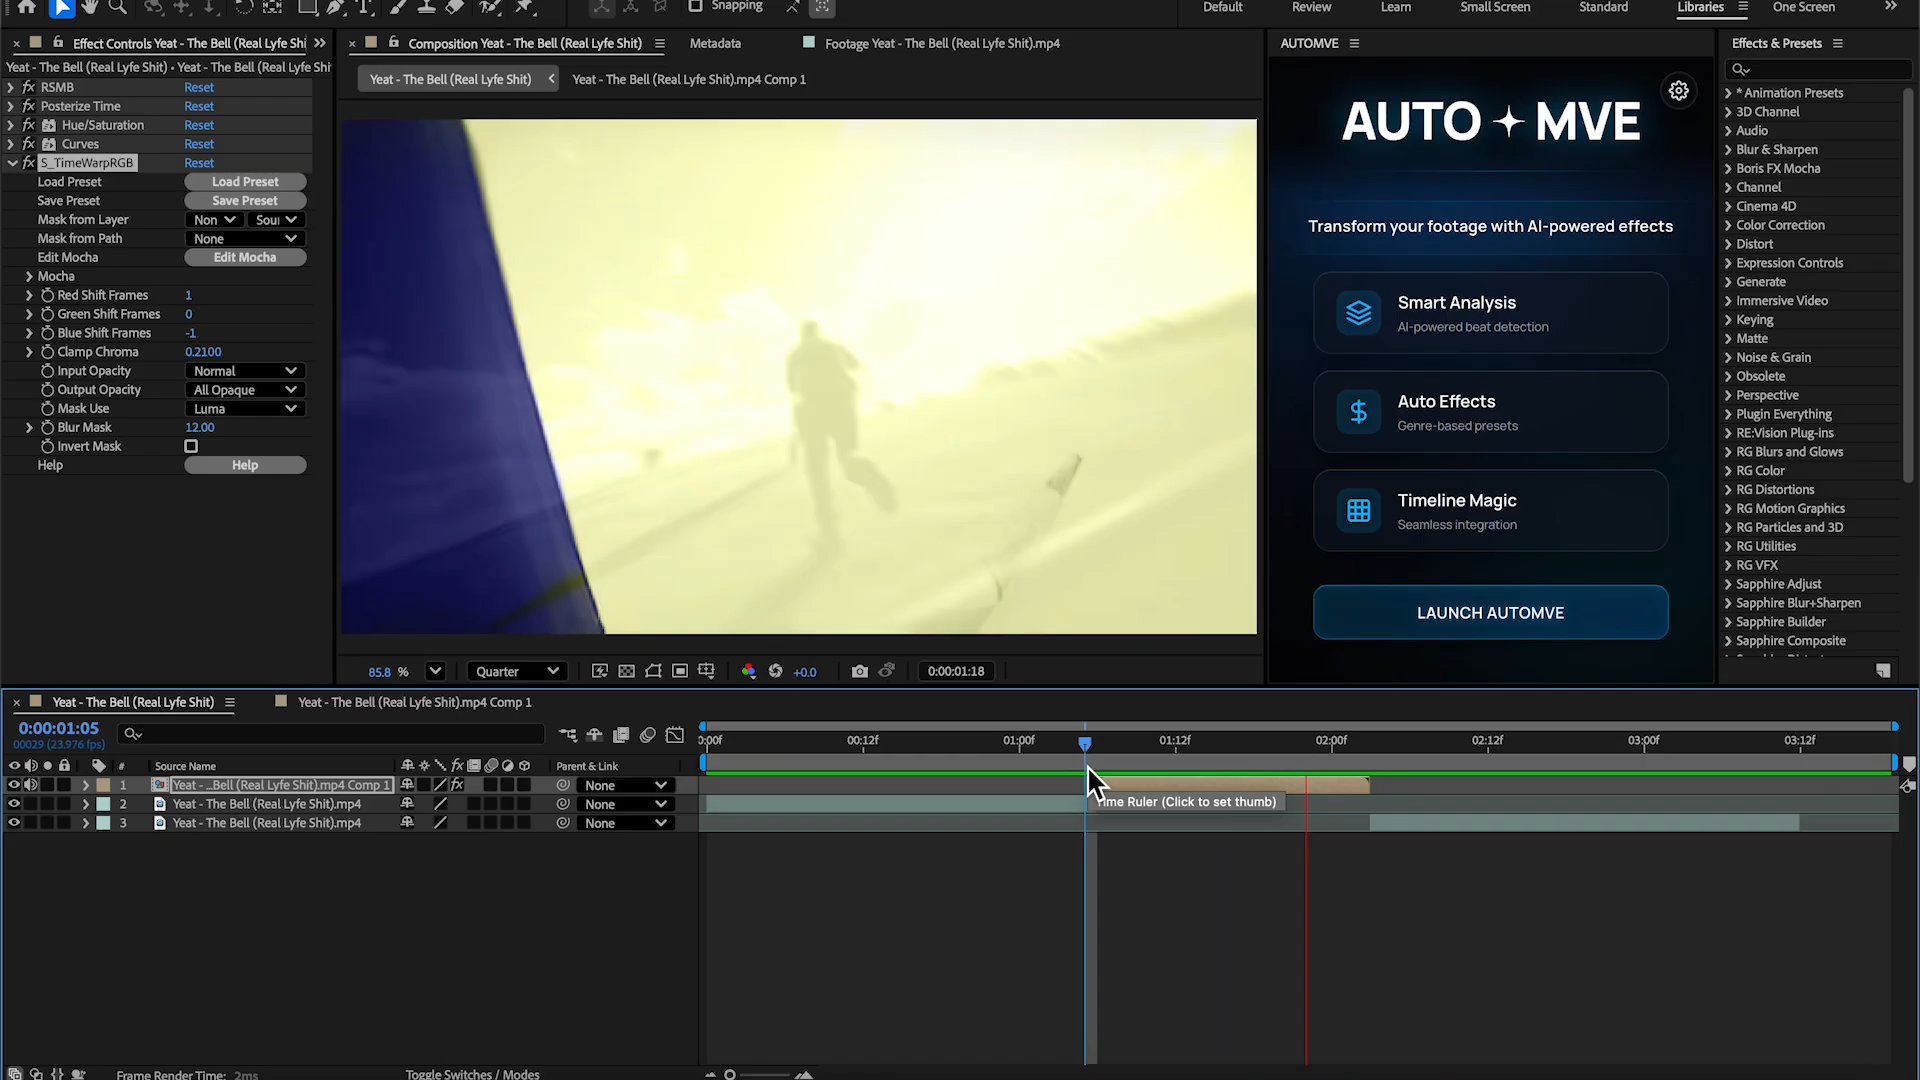 Snapping
Default
Review
Learn
Small Screen
Standard
Libraries
One Screen
Effect Controls Yeat - The Bell (Real Lyfe Shi
Composition Yeat - The Bell (Real Lyfe Shit)
Metadata
Footage Yeat - The Bell (Real Lyfe Shit).mp4
AUTOMVE
Effects & Presets
Yeat - The Bell (Real Lyfe Shit) • Yeat - The Bell (Real Lyfe Shi
Yeat - The Bell (Real Lyfe Shit)
Yeat - The Bell (Real Lyfe Shit).mp4 Comp 1
fx RSMB Reset
fx Posterize Time Reset
fx Hue/Saturation Reset
fx Curves Reset
fx S_TimeWarpRGB Reset
Load Preset Load Preset
Save Preset Save Preset
Mask from Layer Non Sou
Mask from Path None
Edit Mocha Edit Mocha
Mocha
Red Shift Frames 1
Green Shift Frames 0
Blue Shift Frames -1
Clamp Chroma 0.2100
Input Opacity Normal
Output Opacity All Opaque
Mask Use Luma
Blur Mask 12.00
Invert Mask
Help Help
85.8 %
Quarter
+0.0
0:00:01:18
AUTO MVE
Transform your footage with AI-powered effects
Smart Analysis
AI-powered beat detection
Auto Effects
Genre-based presets
Timeline Magic
Seamless integration
LAUNCH AUTOMVE
* Animation Presets
3D Channel
Audio
Blur & Sharpen
Boris FX Mocha
Channel
Cinema 4D
Color Correction
Distort
Expression Controls
Generate
Immersive Video
Keying
Matte
Noise & Grain
Obsolete
Perspective
Plugin Everything
RE:Vision Plug-ins
RG Blurs and Glows
RG Color
RG Distortions
RG Motion Graphics
RG Particles and 3D
RG Utilities
RG VFX
Sapphire Adjust
Sapphire Blur+Sharpen
Sapphire Builder
Sapphire Composite
Yeat - The Bell (Real Lyfe Shit)
Yeat - The Bell (Real Lyfe Shit).mp4 Comp 1
0:00:01:05
00029 (23.976 fps)
0:00f 00:12f 01:00f 01:12f 02:00f 02:12f 03:00f 03:12f
# Source Name fx Parent & Link
1 Yeat - ...Bell (Real Lyfe Shit).mp4 Comp 1 fx None
2 Yeat - The Bell (Real Lyfe Shit).mp4 None
3 Yeat - The Bell (Real Lyfe Shit).mp4 None
Time Ruler (Click to set thumb)
Frame Render Time: 2ms
Toggle Switches / Modes